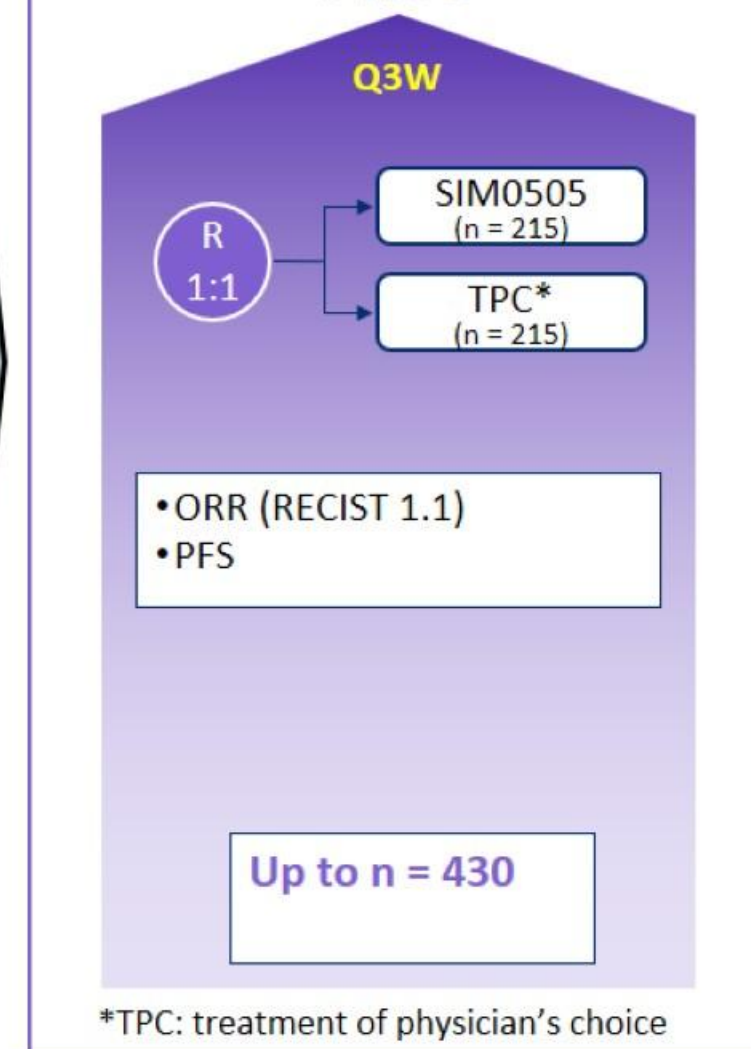 Q3W
R
1:1
SIM0505
(n = 215)
TPC*
(n = 215)
•ORR (RECIST 1.1)
•PFS
Up to n = 430
*TPC: treatment of physician's choice